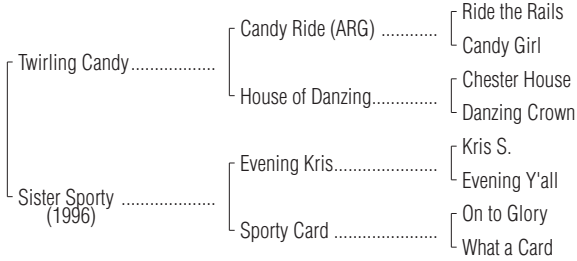 Ride the Rails
Candy Ride (ARG) ............
Candy Girl
Twirling Candy..................
Chester House
House of Danzing..............
Danzing Crown
Kris S.
Evening Kris......................
Evening Y'all
Sister Sporty ....................
(1996)
On to Glory
Sporty Card ......................
What a Card